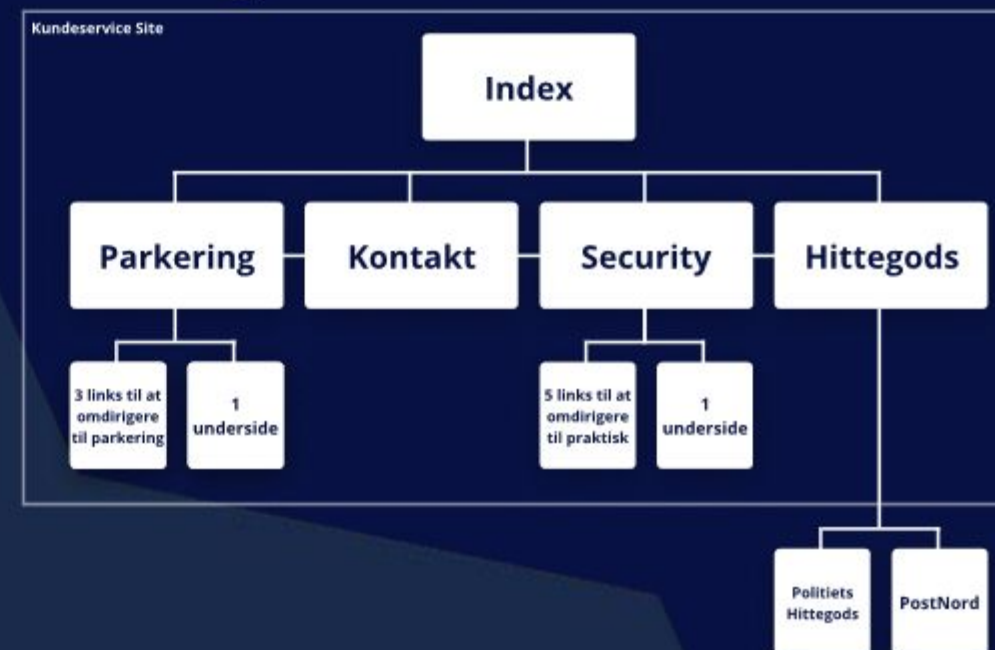 Kundeservice Site
Index
Parkering
Kontakt
Security
Hittegods
3 links til at
omdirigere
til parkering
1
underside
5 links til at
omdirigere
til praktisk
1
underside
Politiets
Hittegods
PostNord